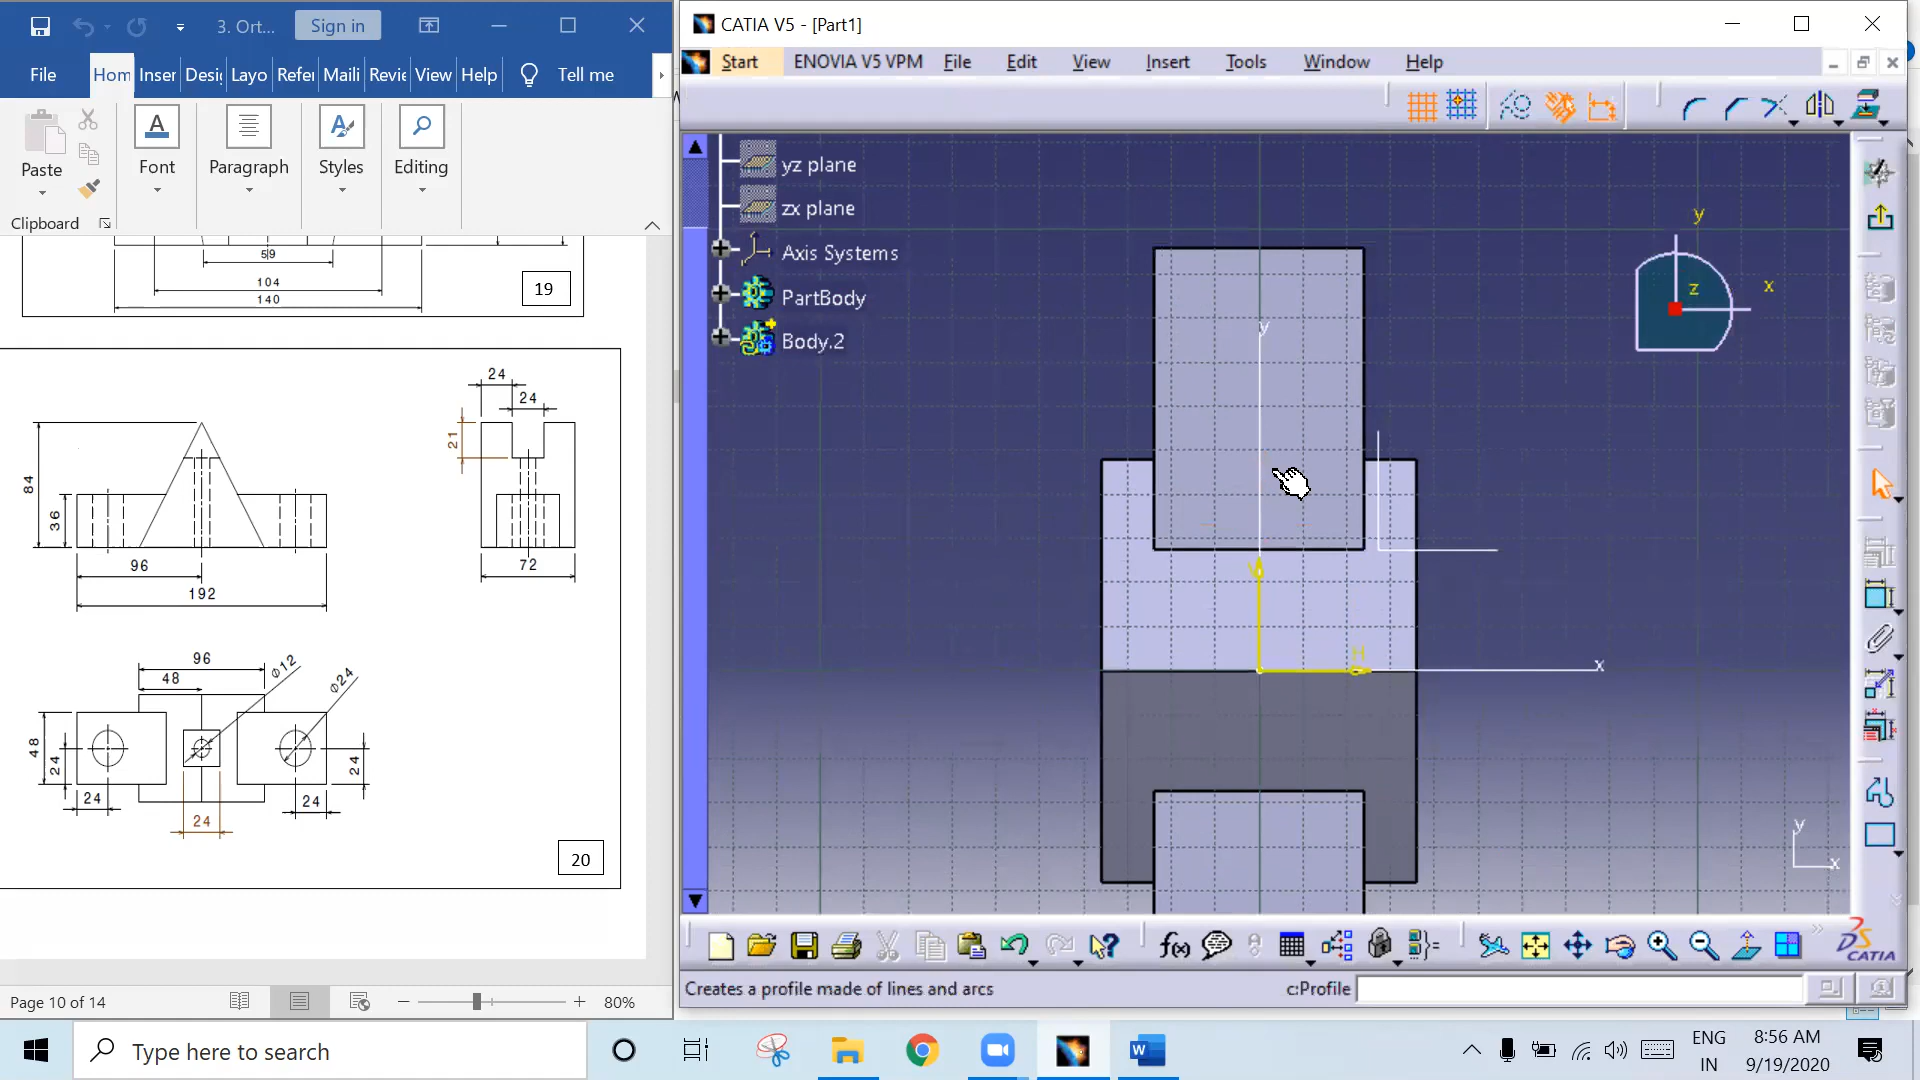 3. Ort...
Sign in
File
Hom
Inser
Desig
Layo
Refer
Maili
Revie
View
Help
Tell me
Paste
Font
Paragraph
Styles
Editing
Clipboard
59
104
140
19
84
36
96
192
24
24
21
72
96
48
Φ12
Φ24
48
24
24
24
24
24
20
Page 10 of 14
80%
CATIA V5 - [Part1]
Start
ENOVIA V5 VPM
File
Edit
View
Insert
Tools
Window
Help
yz plane
zx plane
Axis Systems
PartBody
Body.2
y
V
H
x
y
x
z
y
x
f(x)
CATIA
Creates a profile made of lines and arcs
c:Profile
Type here to search
ENG
IN
8:56 AM
9/19/2020